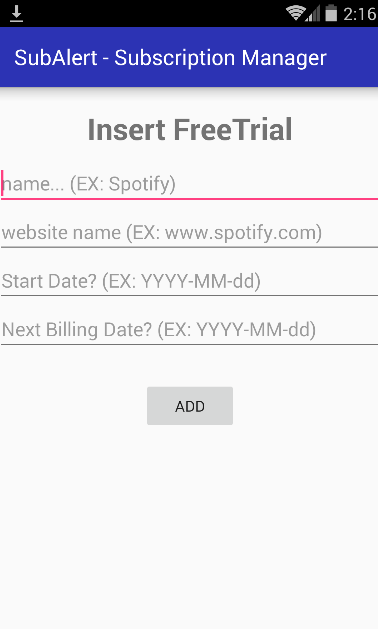 2:16
SubAlert - Subscription Manager
Insert FreeTrial
name... (EX: Spotify)
website name (EX: www.spotify.com)
Start Date? (EX: YYYY-MM-dd)
Next Billing Date? (EX: YYYY-MM-dd)
ADD